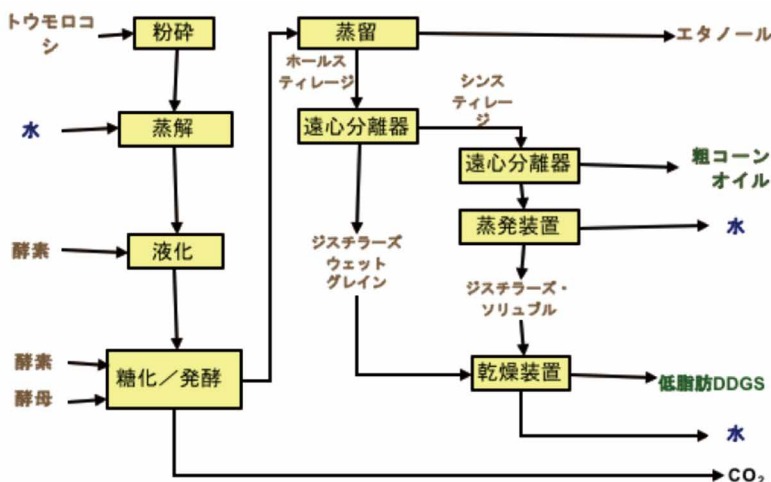 トウモロコ
シ
粉砕
蒸留
エタノール
ホールス
ティレージ
シンス
ティレー
ジ
水
蒸解
遠心分離器
遠心分離器
粗コーン
オイル
蒸発装置
水
酵素
液化
ジスチラーズ
ウェット
グレイン
ジスチラーズ・
ソリュブル
酵素
酵母
糖化／発酵
乾燥装置
低脂肪DDGS
水
CO₂